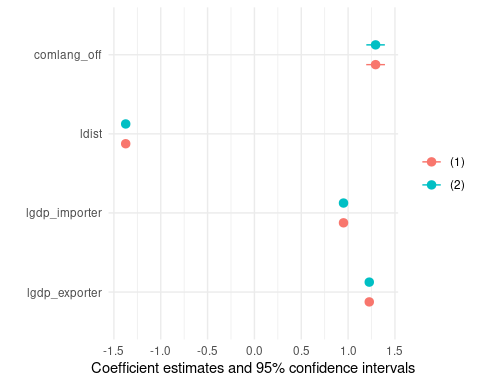 comlang_off
ldist
lgdp_importer
lgdp_exporter
-1.5 -1.0 -0.5 0.0 0.5 1.0 1.5
Coefficient estimates and 95% confidence intervals
(1)
(2)